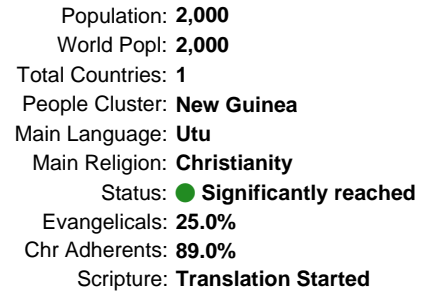 Population: 2,000
World Popl: 2,000
Total Countries: 1
People Cluster: New Guinea
Main Language: Utu
Main Religion: Christianity
Status: Significantly reached
Evangelicals: 25.0%
Chr Adherents: 89.0%
Scripture: Translation Started